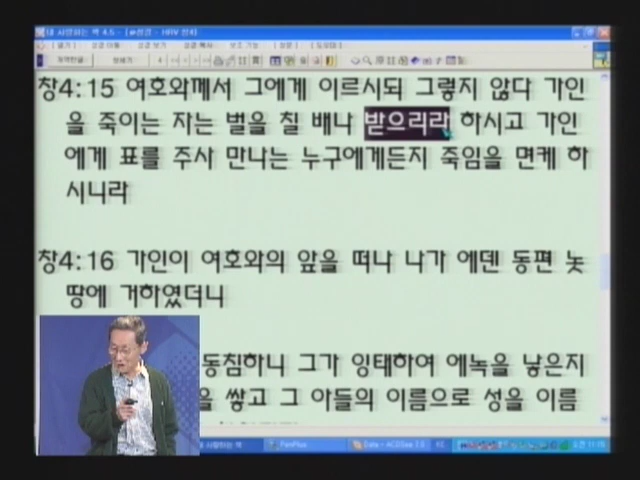 창4:15 여호와께서 그에게 이르시되 그렇지 않다 가인
을 죽이는 자는 벌을 칠 배나 받으리라 하시고 가인
에게 표를 주사 만나는 누구에게든지 죽임을 면케 하
시니라
창4:16 가인이 여호와의 앞을 떠나 나가 에덴 동편 놋
땅에 거하였더니
동침하니 그가 잉태하여 에녹을 낳은지
을 쌓고 그 아들의 이름으로 성을 이름